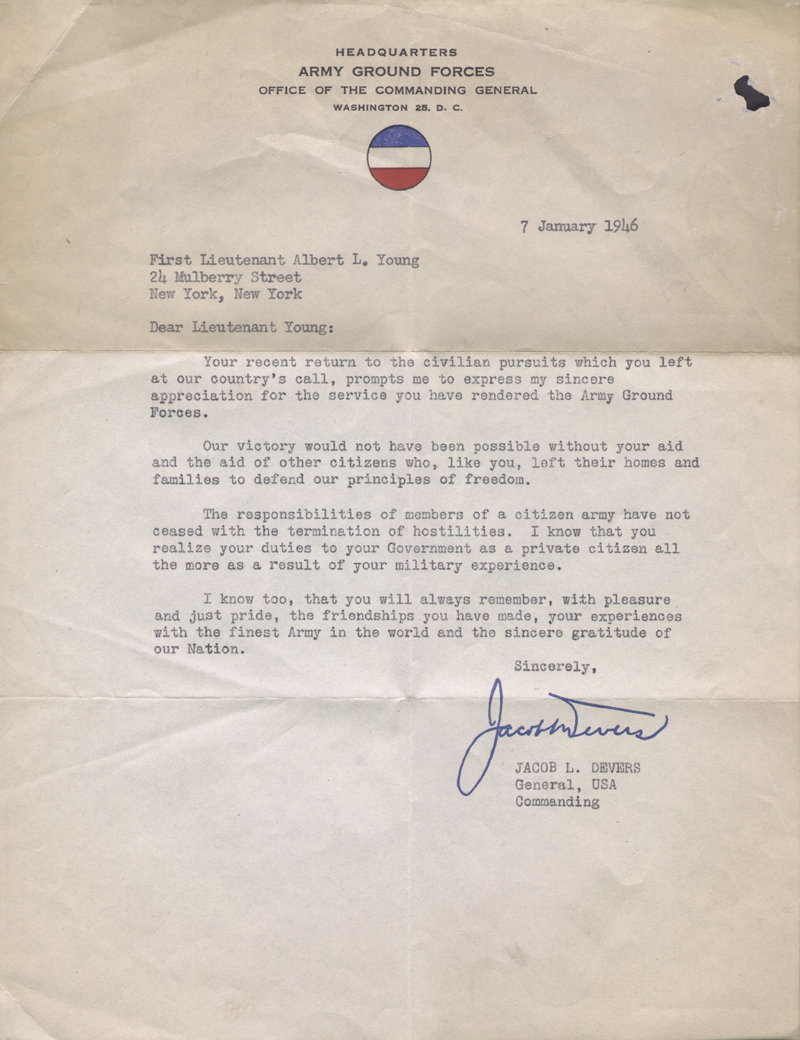 HEADQUARTERS
ARMY GROUND FORCES
OFFICE OF THE COMMANDING GENERAL
WASHINGTON 25, D. C.
7 January 1946
First Lieutenant Albert L. Young
24 Mulberry Street
New York, New York
Dear Lieutenant Young:
Your recent return to the civilian pursuits which you left
at our country's call, prompts me to express my sincere
appreciation for the service you have rendered the Army Ground
Forces.
Our victory would not have been possible without your aid
and the aid of other citizens who, like you, left their homes and
families to defend our principles of freedom.
The responsibilities of members of a citizen army have not
ceased with the termination of hostilities. I know that you
realize your duties to your Government as a private citizen all
the more as a result of your military experience.
I know too, that you will always remember, with pleasure
and just pride, the friendships you have made, your experiences
with the finest Army in the world and the sincere gratitude of
our Nation.
Sincerely,
Jacob L Devers
JACOB L. DEVERS
General, USA
Commanding